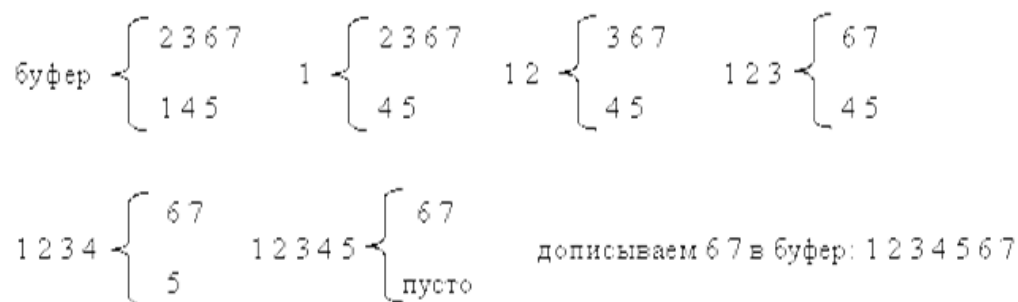 2 3 6 7 2 3 6 7 3 6 7 6 7
буфер 1 1 2 1 2 3
1 4 5 4 5 4 5 4 5
6 7 6 7
1 2 3 4 1 2 3 4 5 дописываем 6 7 в буфер: 1 2 3 4 5 6 7
5 пусто